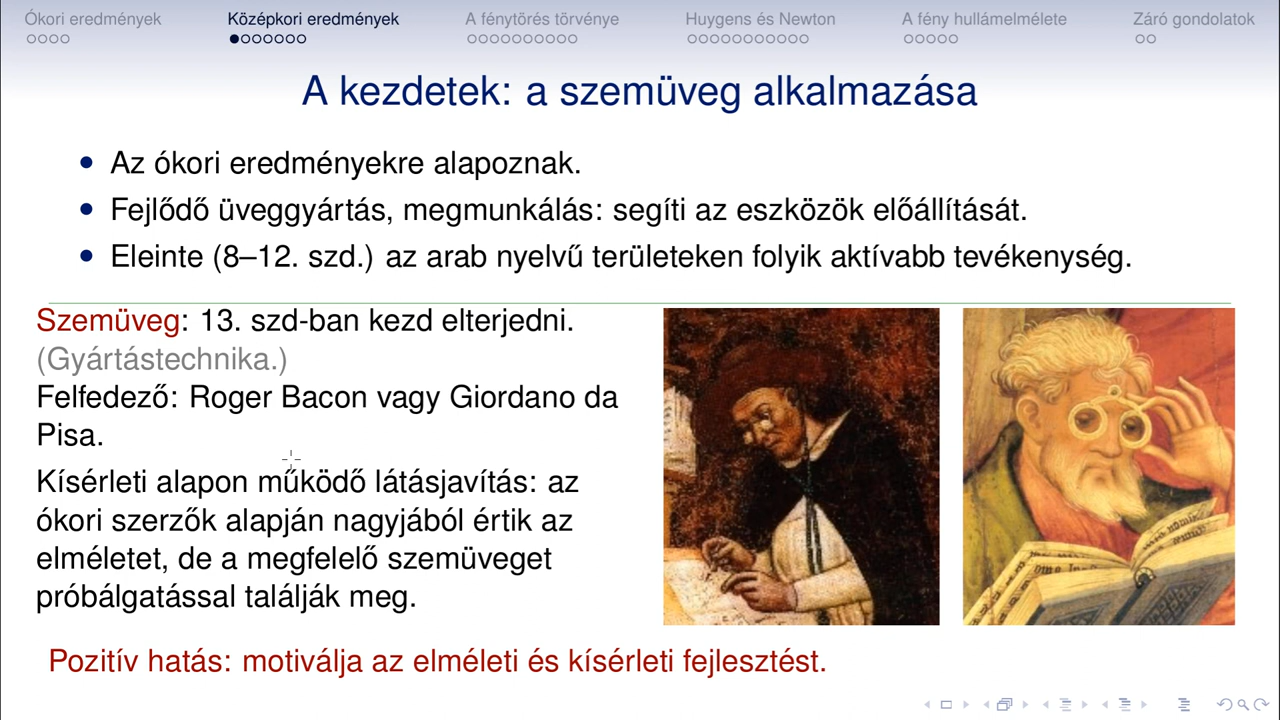 Ókori eredmények
Középkori eredmények
A fénytörés törvénye
Huygens és Newton
A fény hullámelmélete
Záró gondolatok
A kezdetek: a szemüveg alkalmazása
Az ókori eredményekre alapoznak.
Fejlődő üveggyártás, megmunkálás: segíti az eszközök előállítását.
Eleinte (8–12. szd.) az arab nyelvű területeken folyik aktívabb tevékenység.
Szemüveg: 13. szd-ban kezd elterjedni.
(Gyártástechnika.)
Felfedező: Roger Bacon vagy Giordano da
Pisa.
Kísérleti alapon működő látásjavítás: az
ókori szerzők alapján nagyjából értik az
elméletet, de a megfelelő szemüveget
próbálgatással találják meg.
Pozitív hatás: motiválja az elméleti és kísérleti fejlesztést.